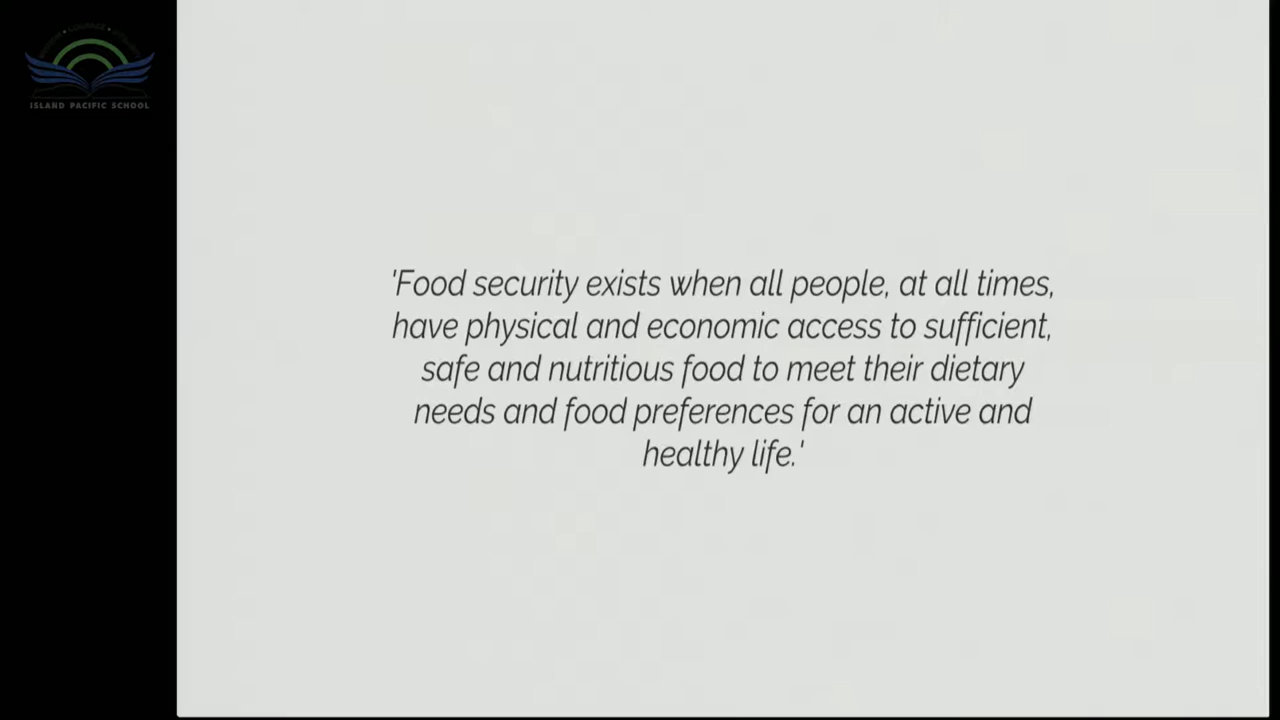 ISLAND PACIFIC SCHOOL
'Food security exists when all people, at all times,
have physical and economic access to sufficient,
safe and nutritious food to meet their dietary
needs and food preferences for an active and
healthy life.'